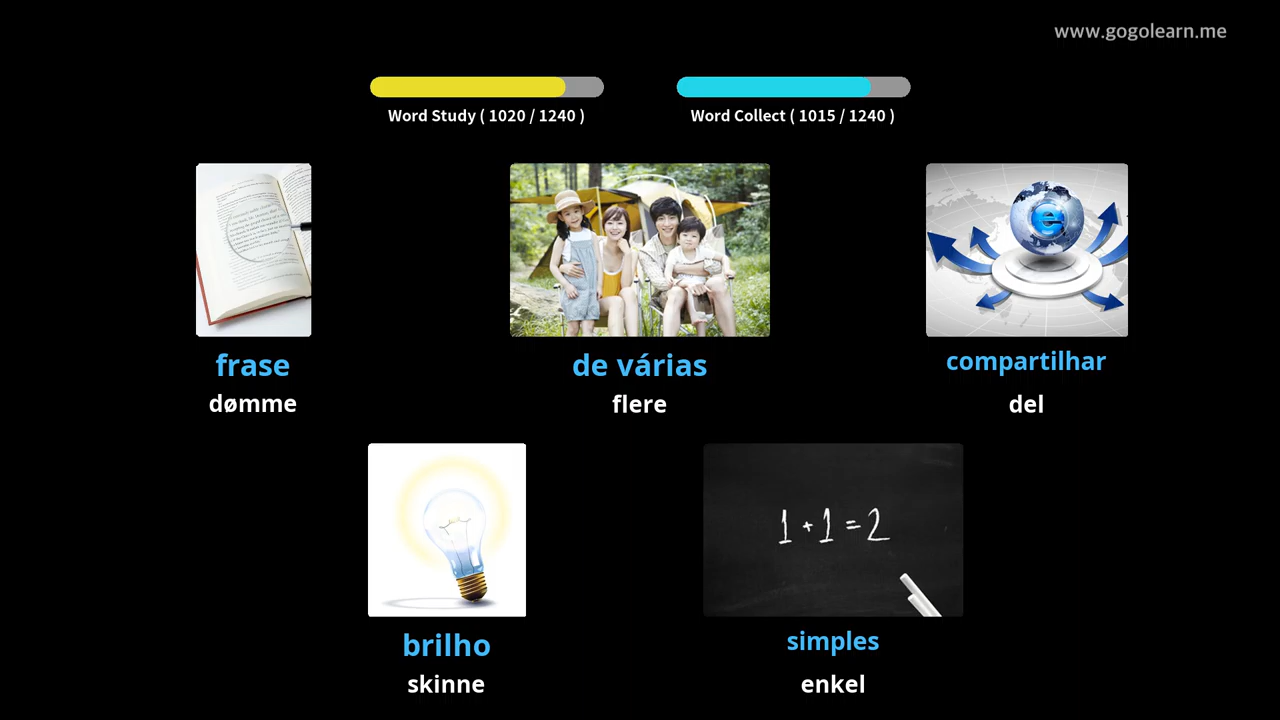 www.gogolearn.me
Word Study ( 1020 / 1240 )
Word Collect ( 1015 / 1240 )
frase
dømme
de várias
flere
compartilhar
del
1 + 1 = 2
brilho
skinne
simples
enkel